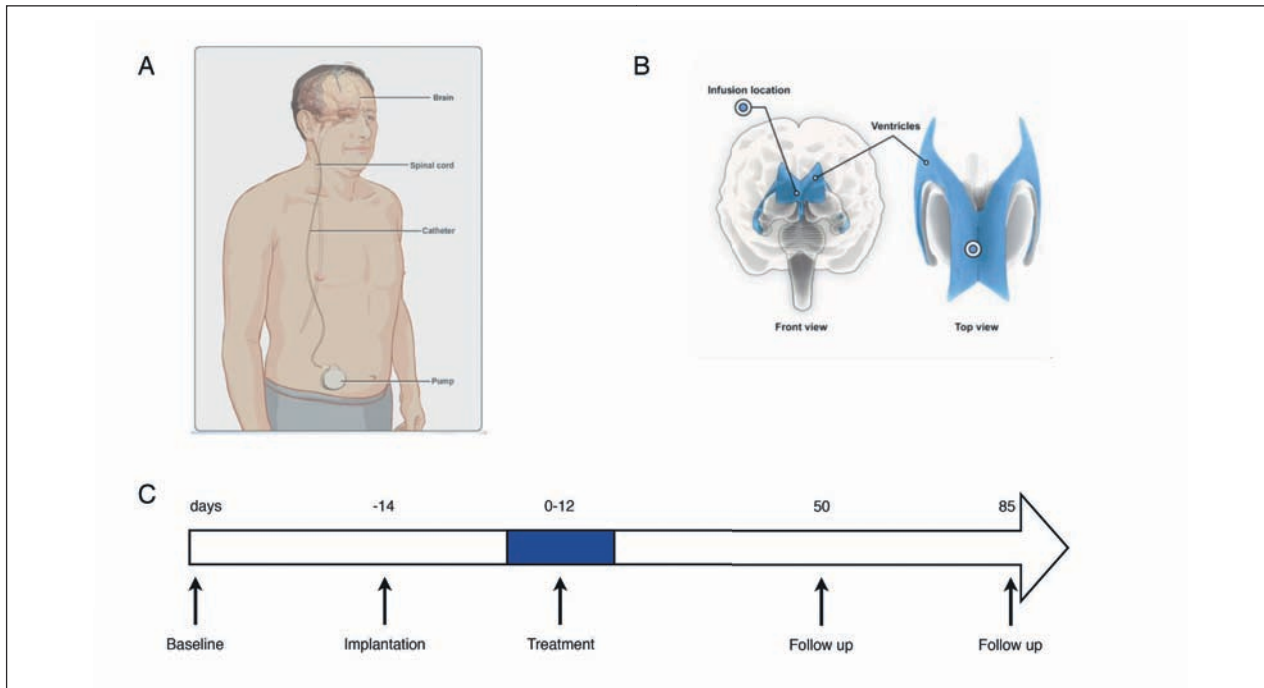 A
Brain
Spinal cord
Catheter
Pump
B
Infusion location
Ventricles
Front view
Top view
C
days -14 0-12 50 85
Baseline Implantation Treatment Follow up Follow up